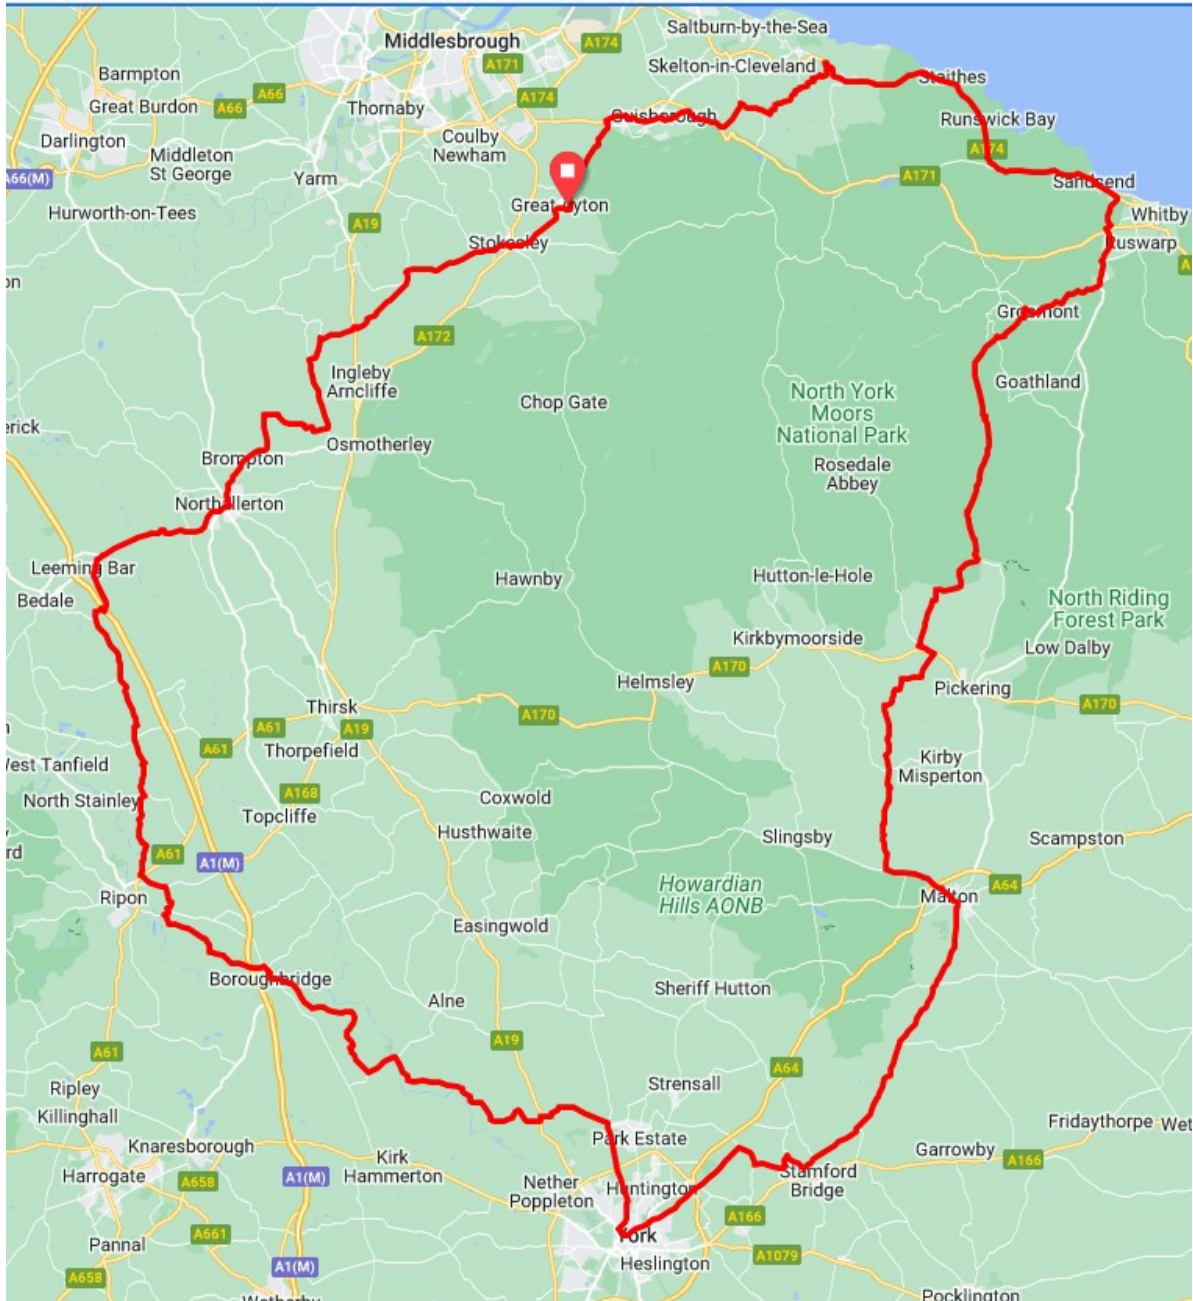 Saltburn-by-the-Sea
Middlesbrough
A174
A171
Skelton-in-Cleveland
Barmpton
A66
A66
A174
Staithes
Great Burdon
Thornaby
Guisborough
Runswick Bay
Darlington
Coulby
Newham
A174
Middleton
St George
A66(M)
Yarm
A171
Sandsend
Great Ayton
Hurworth-on-Tees
A19
Whitby
Stokesley
Ruswarp
Grosmont
A172
Ingleby
Arncliffe
Goathland
North York
Moors
National Park
Chop Gate
erick
Osmotherley
Brompton
Rosedale
Abbey
Northallerton
Leeming Bar
Hawnby
Hutton-le-Hole
Bedale
North Riding
Forest Park
Kirkbymoorside
Low Dalby
A170
Helmsley
Pickering
Thirsk
A170
A170
A61
A19
A61
Thorpefield
West Tanfield
Kirby
Misperton
North Stainley
A168
Coxwold
Topcliffe
Husthwaite
Slingsby
Scampston
rd
A61
A1(M)
Howardian
Hills AONB
A64
Ripon
Malton
Easingwold
Boroughbridge
Sheriff Hutton
Alne
A19
A61
A64
Ripley
Strensall
Killinghall
Fridaythorpe
Wet
Knaresborough
Park Estate
Garrowby
Kirk
Hammerton
A166
Harrogate
A1(M)
Stamford
Bridge
A658
Nether
Poppleton
Huntington
A166
A661
York
Pannal
A1079
Heslington
A1(M)
A658
Wetherby
Pocklington